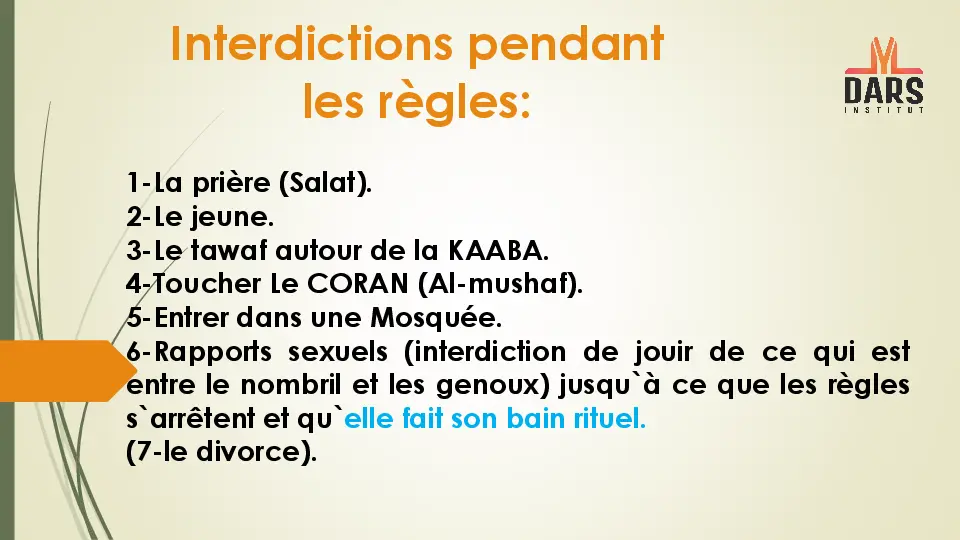 Interdictions pendant
les règles:
DARS
INSTITUT
1-La prière (Salat).
2-Le jeune.
3-Le tawaf autour de la KAABA.
4-Toucher Le CORAN (Al-mushaf).
5-Entrer dans une Mosquée.
6-Rapports sexuels (interdiction de jouir de ce qui est
entre le nombril et les genoux) jusqu`à ce que les règles
s`arrêtent et qu`elle fait son bain rituel.
(7-le divorce).